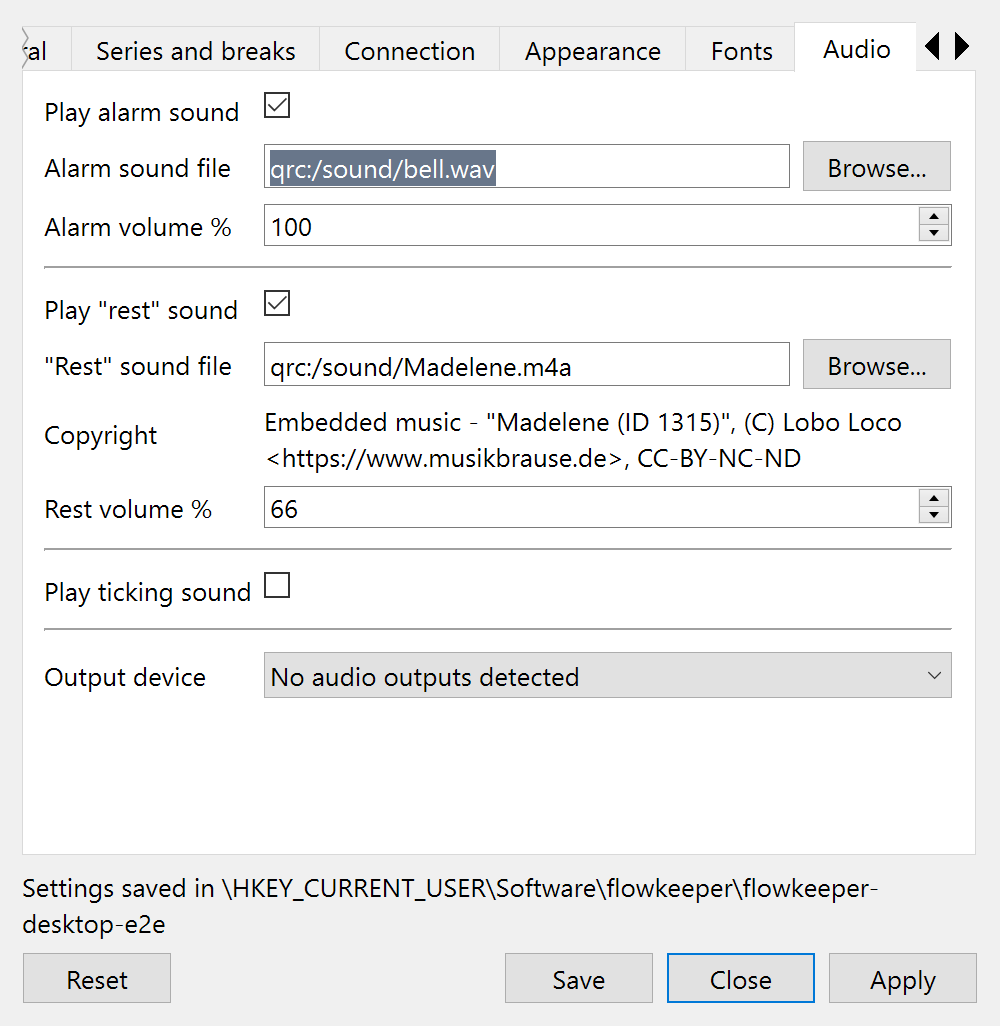 ral Series and breaks Connection Appearance Fonts Audio
Play alarm sound
Alarm sound file qrc:/sound/bell.wav Browse...
Alarm volume % 100
Play "rest" sound
"Rest" sound file qrc:/sound/Madelene.m4a Browse...
Copyright Embedded music - "Madelene (ID 1315)", (C) Lobo Loco
<https://www.musikbrause.de>, CC-BY-NC-ND
Rest volume % 66
Play ticking sound
Output device No audio outputs detected
Settings saved in \HKEY_CURRENT_USER\Software\flowkeeper\flowkeeper-
desktop-e2e
Reset Save Close Apply